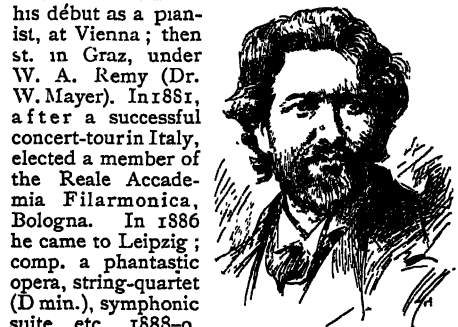 his début as a pian-
ist, at Vienna ; then
st. in Graz, under
W. A. Remy (Dr.
W. Mayer). In 1881,
after a successful
concert-tour in Italy,
elected a member of
the Reale Accade-
mia Filarmonica,
Bologna. In 1886
he came to Leipzig ;
comp. a phantastic
opera, string-quartet
(D min.), symphonic
suite, etc. 1888-9,
H